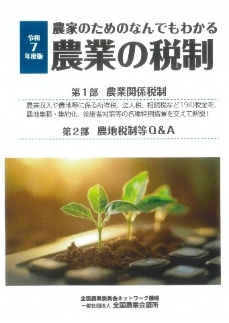 令和
7
年度版
農家のためのなんでもわかる
農業の税制
第1部 農業関係税制
農業収入や農地等に係る所得税、法人税、相続税など19の税金を、
農地集積・集約化、後継者対策等の各種特例措置を交えて解説!
第2部 農地税制等Q&A
全国農業委員会ネットワーク機構
一般社団法人 全国農業会議所